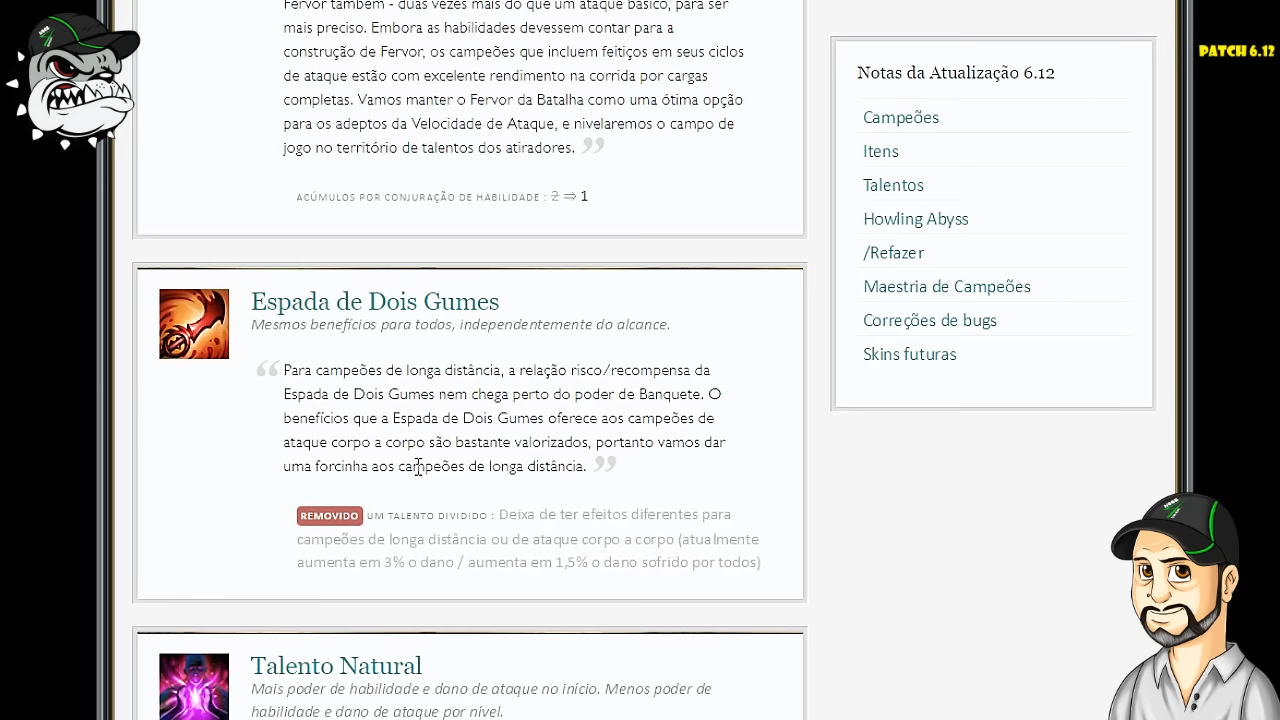 Fervor também - duas vezes mais do que um ataque básico, para ser
mais preciso. Embora as habilidades devessem contar para a
construção de Fervor, os campeões que incluem feitiços em seus ciclos
de ataque estão com excelente rendimento na corrida por cargas
completas. Vamos manter o Fervor da Batalha como uma ótima opção
para os adeptos da Velocidade de Ataque, e nivelaremos o campo de
jogo no território de talentos dos atiradores. ”
ACÚMULOS POR CONJURAÇÃO DE HABILIDADE : 2 ⇒ 1
Espada de Dois Gumes
Mesmos benefícios para todos, independentemente do alcance.
“ Para campeões de longa distância, a relação risco/recompensa da
Espada de Dois Gumes nem chega perto do poder de Banquete. O
benefícios que a Espada de Dois Gumes oferece aos campeões de
ataque corpo a corpo são bastante valorizados, portanto vamos dar
uma forcinha aos campeões de longa distância. ”
REMOVIDO UM TALENTO DIVIDIDO : Deixa de ter efeitos diferentes para
campeões de longa distância ou de ataque corpo a corpo (atualmente
aumenta em 3% o dano / aumenta em 1,5% o dano sofrido por todos)
Talento Natural
Mais poder de habilidade e dano de ataque no início. Menos poder de
habilidade e dano de ataque por nível.
Notas da Atualização 6.12
Campeões
Itens
Talentos
Howling Abyss
/Refazer
Maestria de Campeões
Correções de bugs
Skins futuras
PATCH 6.12